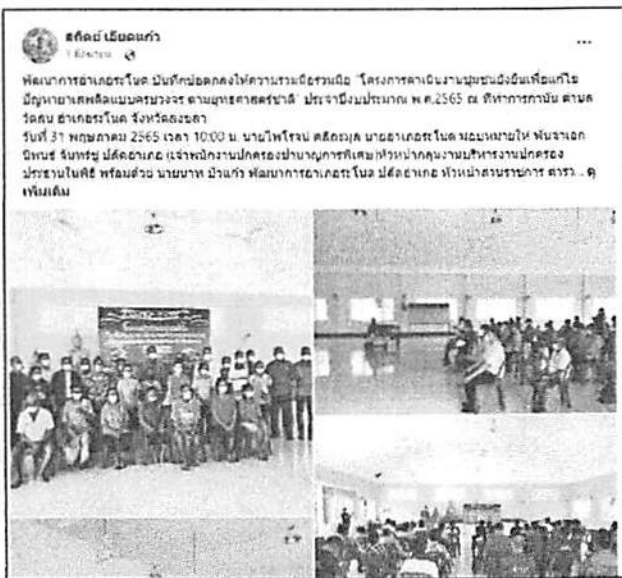 สถิตย์ เอียดแก้ว
1 มิถุนายน
พัฒนาการอำเภอระโนด บันทึกข้อตกลงให้ความร่วมมือร่วมมือ "โครงการดำเนินงานชุมชนยั่งยืนเพื่อแก้ไข
ปัญหายาเสพติดแบบครบวงจร ตามยุทธศาสตร์ชาติ" ประจำปีงบประมาณ พ.ศ.2565 ณ ที่ทำการกำนัน ตำบล
วัดสน อำเภอระโนด จังหวัดสงขลา
วันที่ 31 พฤษภาคม 2565 เวลา 10:00 น. นายไพโรจน์ นายอำเภอระโนด มอบหมายให้ พันจ่าเอก
นิพนธ์ จันทร์ชู ปลัดอำเภอ (เจ้าพนักงานปกครองชำนาญการพิเศษ)หัวหน้ากลุ่มงานบริหารงานปกครอง
ประธานในพิธี พร้อมด้วย นายบาท บัวแก้ว พัฒนาการอำเภอระโนด ปลัดอำเภอ หัวหน้าส่วนราชการ ตำรว... ดู
เพิ่มเติม